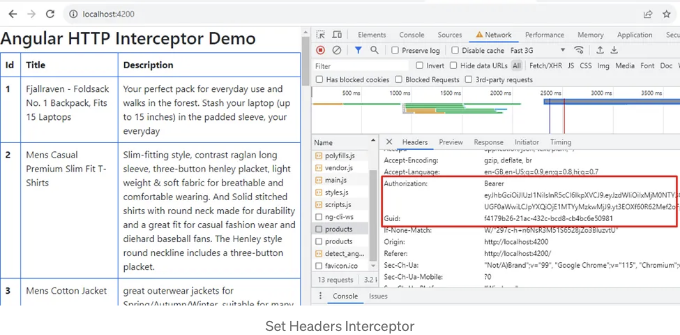 localhost:4200
Angular HTTP Interceptor Demo
Id Title Description
1 Fjallraven - Foldsack
No. 1 Backpack, Fits
15 Laptops
Your perfect pack for everyday use and
walks in the forest. Stash your laptop (up
to 15 inches) in the padded sleeve, your
everyday
2 Mens Casual
Premium Slim Fit T-
Shirts
Slim-fitting style, contrast raglan long
sleeve, three-button henley placket, light
weight & soft fabric for breathable and
comfortable wearing. And Solid stitched
shirts with round neck made for durability
and a great fit for casual fashion wear and
diehard baseball fans. The Henley style
round neckline includes a three-button
placket.
3 Mens Cotton Jacket
great outerwear jackets for
Spring/Autumn/Winter, suitable for many
Elements Console Sources Network Performance Memory Application Secu
Preserve log Disable cache Fast 3G
Filter Invert Hide data URLs All Fetch/XHR JS CSS Img Media Font Doc
Has blocked cookies Blocked Requests 3rd-party requests
500 ms 1000 ms 1500 ms 2000 ms 2500 ms 3000 ms
Name
polyfills.js
vendor.js
main.js
styles.js
scripts.js
ng-cli-ws
products
products
detect_ang...
favicon.ico
13 requests 3.2 k
Headers Preview Response Initiator Timing
Accept-Encoding: gzip, deflate, br
Accept-Language: en-GB,en-US;q=0.9,en;q=0.8,hi;q=0.7
Authorization: Bearer
Guid: f4179b26-21ac-432c-bcd8-cb4bc6e50981
If-None-Match:
Origin: http://localhost:4200
Referer: http://localhost:4200/
Sec-Ch-Ua: "Not/A)Brand";v="99", "Google Chrome";v="115", "Chromium";
Sec-Ch-Ua-Mobile: ?0
Console Issues
Set Headers Interceptor